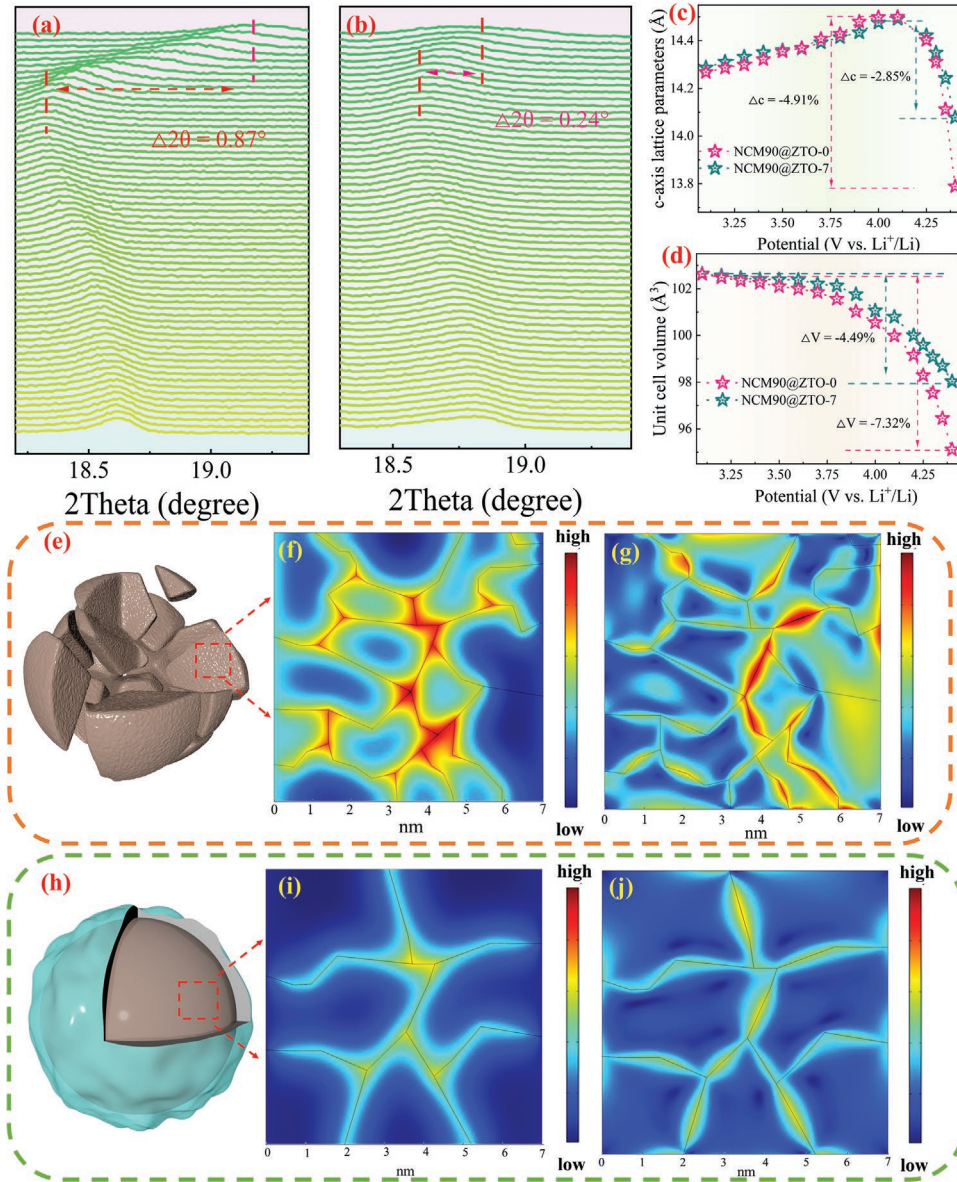 (a)
△2θ = 0.87°
18.5 19.0
2Theta (degree)
(b)
△2θ = 0.24°
18.5 19.0
2Theta (degree)
(c)
c-axis lattice parameters (Å)
14.4
14.2
14.0
13.8
△c = -2.85%
△c = -4.91%
NCM90@ZTO-0
NCM90@ZTO-7
3.25 3.50 3.75 4.00 4.25
Potential (V vs. Li⁺/Li)
(d)
Unit cell volume (Å³)
102
100
98
96
△V = -4.49%
NCM90@ZTO-0
NCM90@ZTO-7
△V = -7.32%
3.25 3.50 3.75 4.00 4.25
Potential (V vs. Li⁺/Li)
(e)
(f)
high
low
0 1 2 3 4 5 6 7
nm
(g)
high
low
0 1 2 3 4 5 6 7
nm
(h)
(i)
high
low
0 1 2 3 4 5 6 7
nm
(j)
high
low
0 1 2 3 4 5 6 7
nm